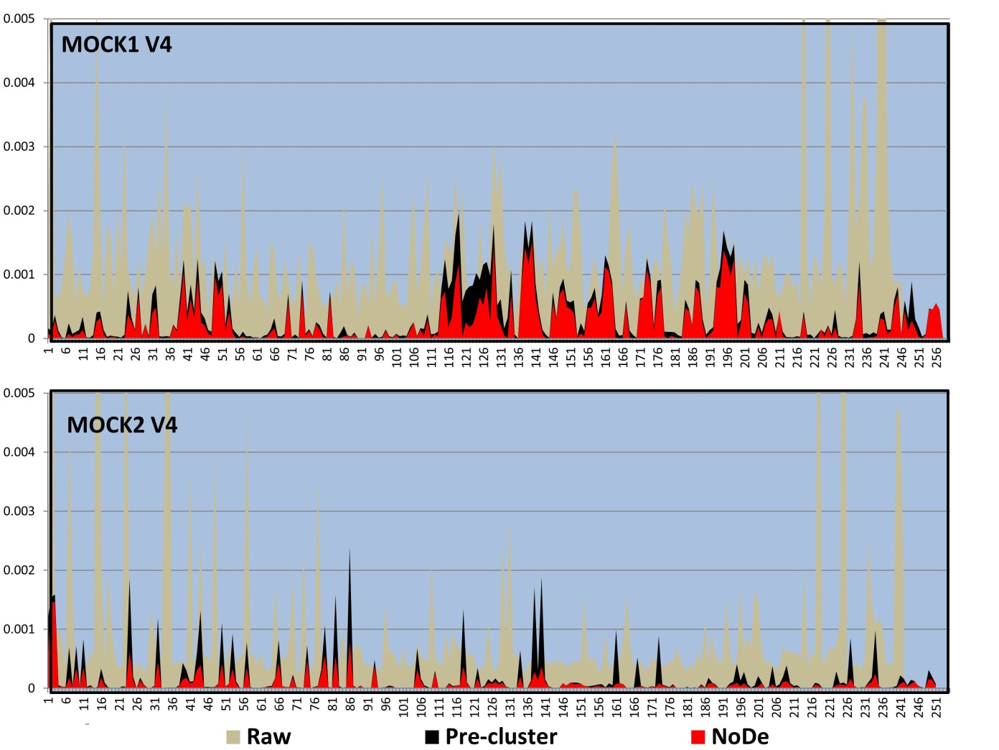 0.005
MOCK1 V4
0.004
0.003
0.002
0.001
0
1 6 11 16 21 26 31 36 41 46 51 56 61 66 71 76 81 86 91 96 101 106 111 116 121 126 131 136 141 146 151 156 161 166 171 176 181 186 191 196 201 206 211 216 221 226 231 236 241 246 251 256
0.005
MOCK2 V4
0.004
0.003
0.002
0.001
0
1 6 11 16 21 26 31 36 41 46 51 56 61 66 71 76 81 86 91 96 101 106 111 116 121 126 131 136 141 146 151 156 161 166 171 176 181 186 191 196 201 206 211 216 221 226 231 236 241 246 251
Raw Pre-cluster NoDe